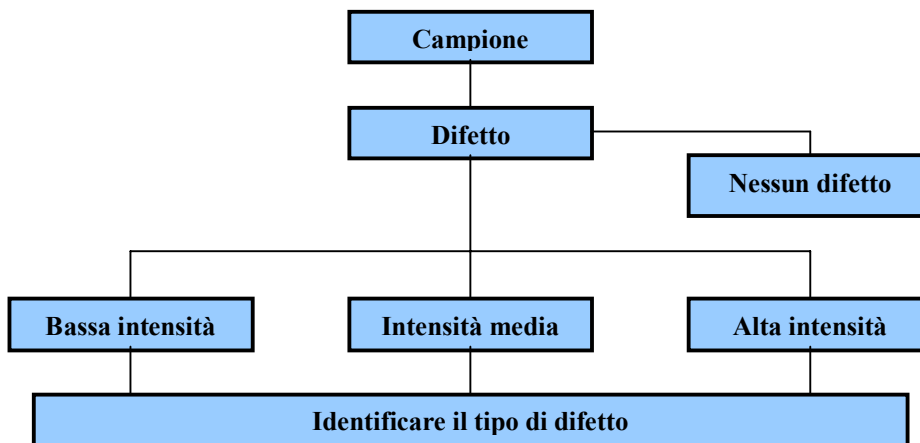 Campione
Difetto
Nessun difetto
Bassa intensità
Intensità media
Alta intensità
Identificare il tipo di difetto